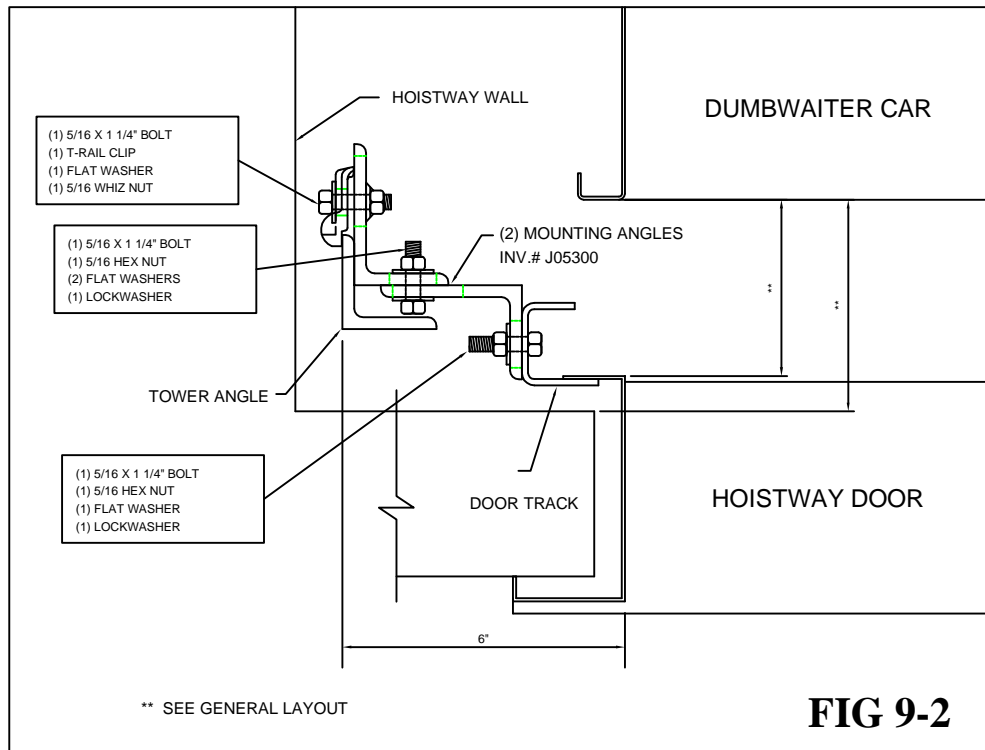 HOISTWAY WALL
DUMBWAITER CAR
(1) 5/16 X 1 1/4" BOLT
(1) T-RAIL CLIP
(1) FLAT WASHER
(1) 5/16 WHIZ NUT
(1) 5/16 X 1 1/4" BOLT
(1) 5/16 HEX NUT
(2) FLAT WASHERS
(1) LOCKWASHER
(2) MOUNTING ANGLES
INV.# J05300
**
**
TOWER ANGLE
(1) 5/16 X 1 1/4" BOLT
(1) 5/16 HEX NUT
(1) FLAT WASHER
(1) LOCKWASHER
DOOR TRACK
HOISTWAY DOOR
6"
** SEE GENERAL LAYOUT
FIG 9-2